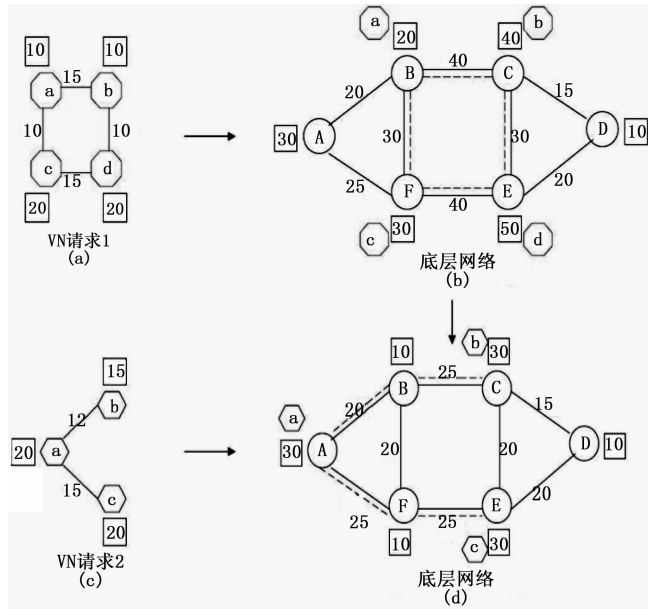 10 10
a 15 b
10 10
c 15 d
20 20
VN请求1
(a)
a b
20 40
B 40 C
20 15
30 A 30 30 D 10
25 20
F 40 E
c 30 50 d
底层网络
(b)
15
12 b
20 a
15 c
20
VN请求2
(c)
b
10 30
B 25 C
a 20 15
30 A 20 20 D 10
25 F 25 E 20
10 c 30
底层网络
(d)